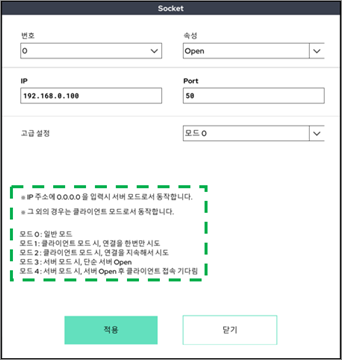 Socket
번호 속성
0 Open
IP Port
192.168.0.100 50
고급 설정 모드 0
※ IP 주소에 0.0.0.0 을 입력시 서버 모드로서 동작합니다.
※ 그 외의 경우는 클라이언트 모드로서 동작합니다.
모드 0 : 일반 모드
모드 1 : 클라이언트 모드 시, 연결을 한번만 시도
모드 2 : 클라이언트 모드 시, 연결을 지속해서 시도
모드 3 : 서버 모드 시, 단순 서버 Open
모드 4 : 서버 모드 시, 서버 Open 후 클라이언트 접속 기다림
적용 닫기